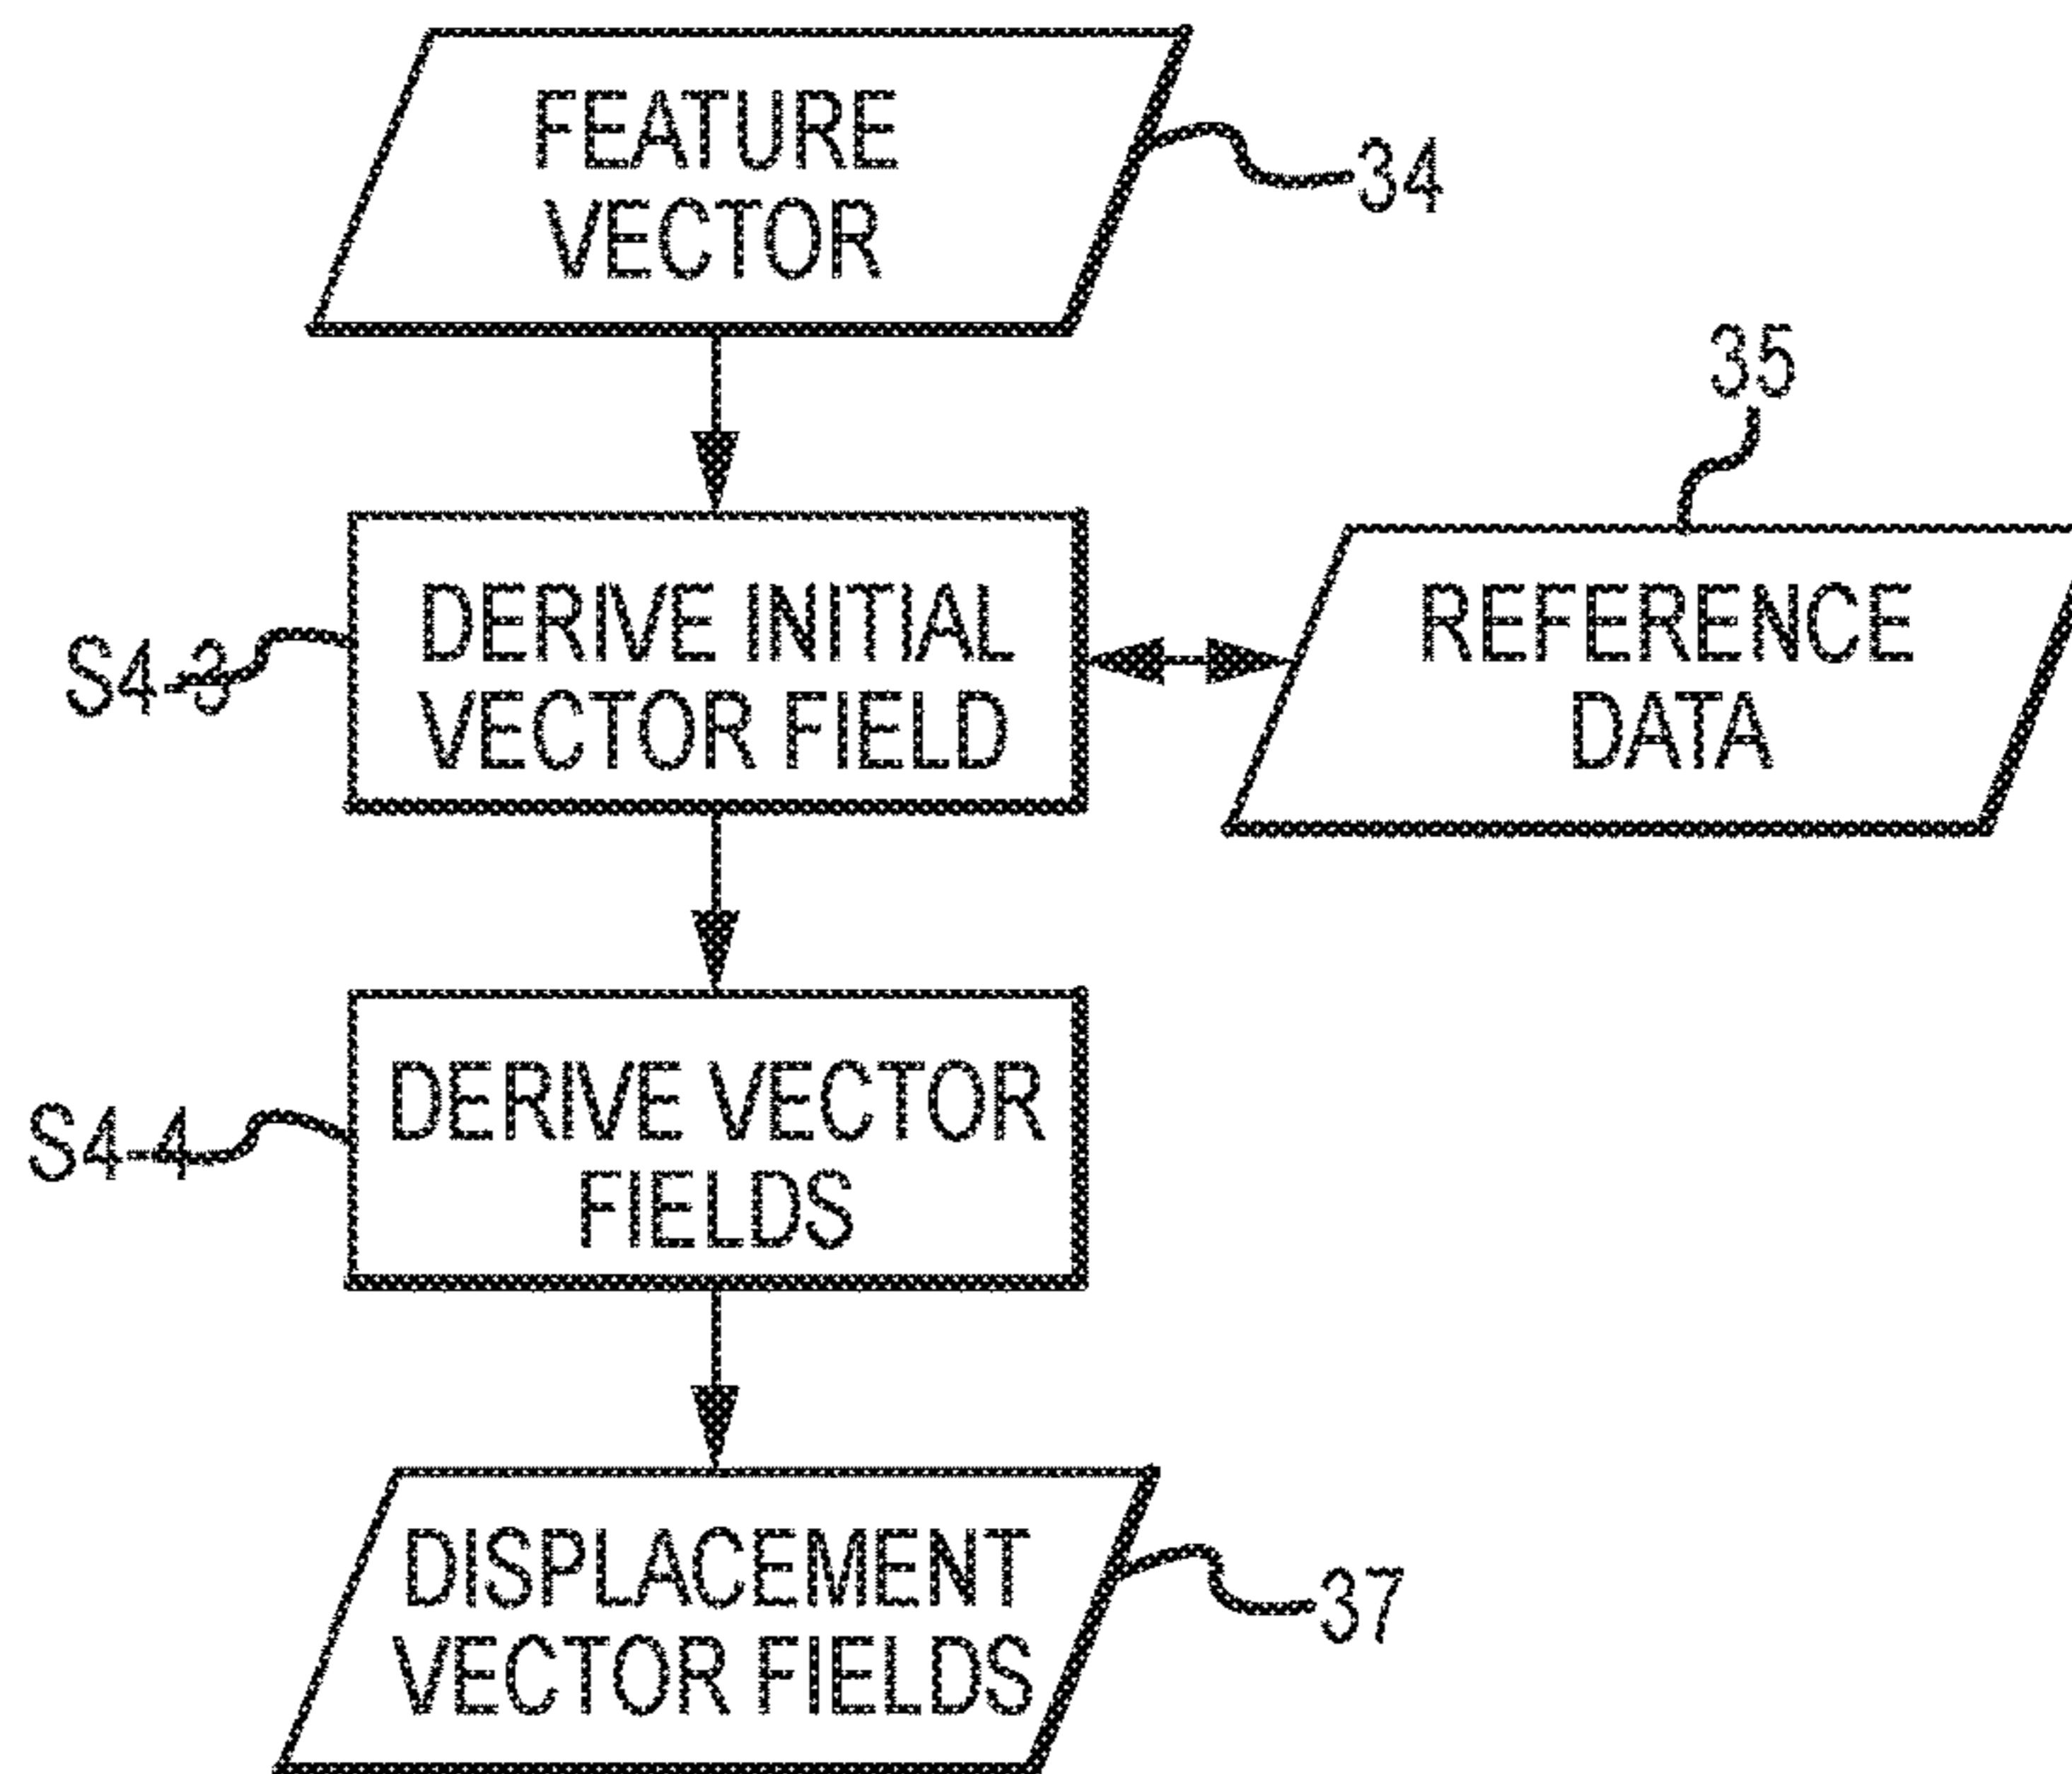 FEATURE
VECTOR
34
35
S4-3
DERIVE INITIAL
VECTOR FIELD
REFERENCE
DATA
S4-4
DERIVE VECTOR
FIELDS
DISPLACEMENT
VECTOR FIELDS
37